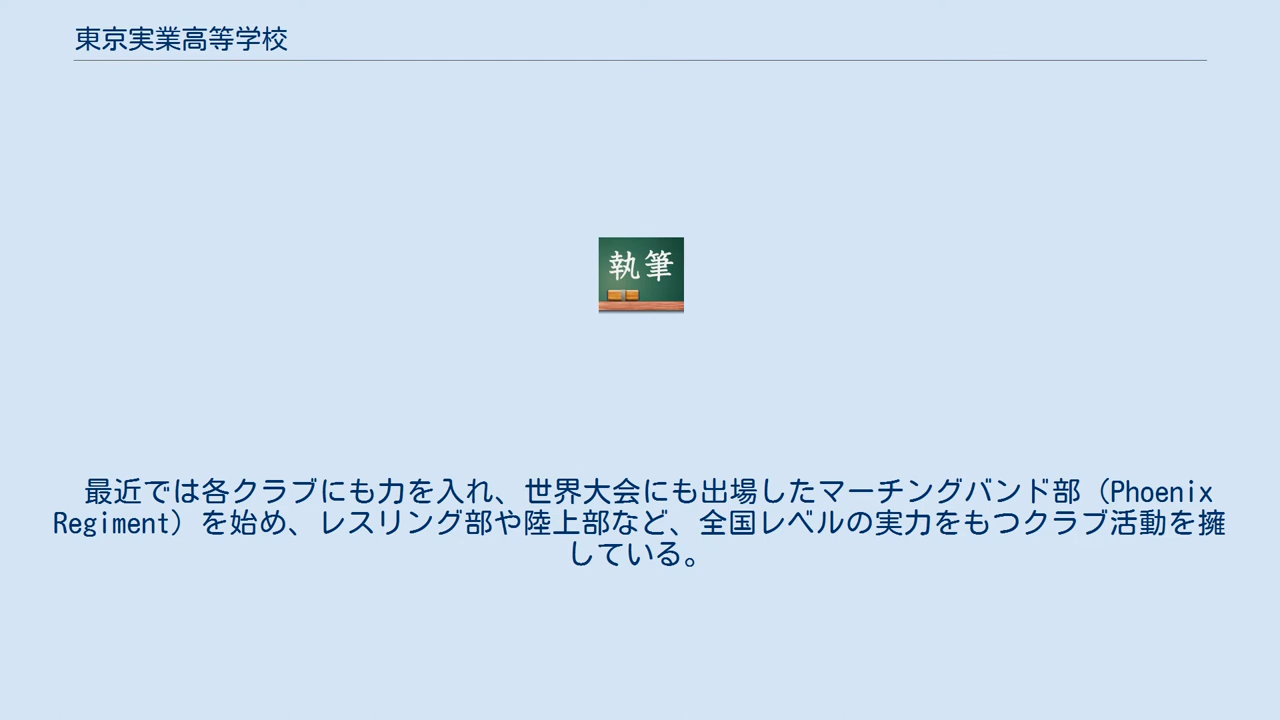 東京実業高等学校
執筆
最近では各クラブにも力を入れ、世界大会にも出場したマーチングバンド部（Phoenix
Regiment）を始め、レスリング部や陸上部など、全国レベルの実力をもつクラブ活動を擁
している。